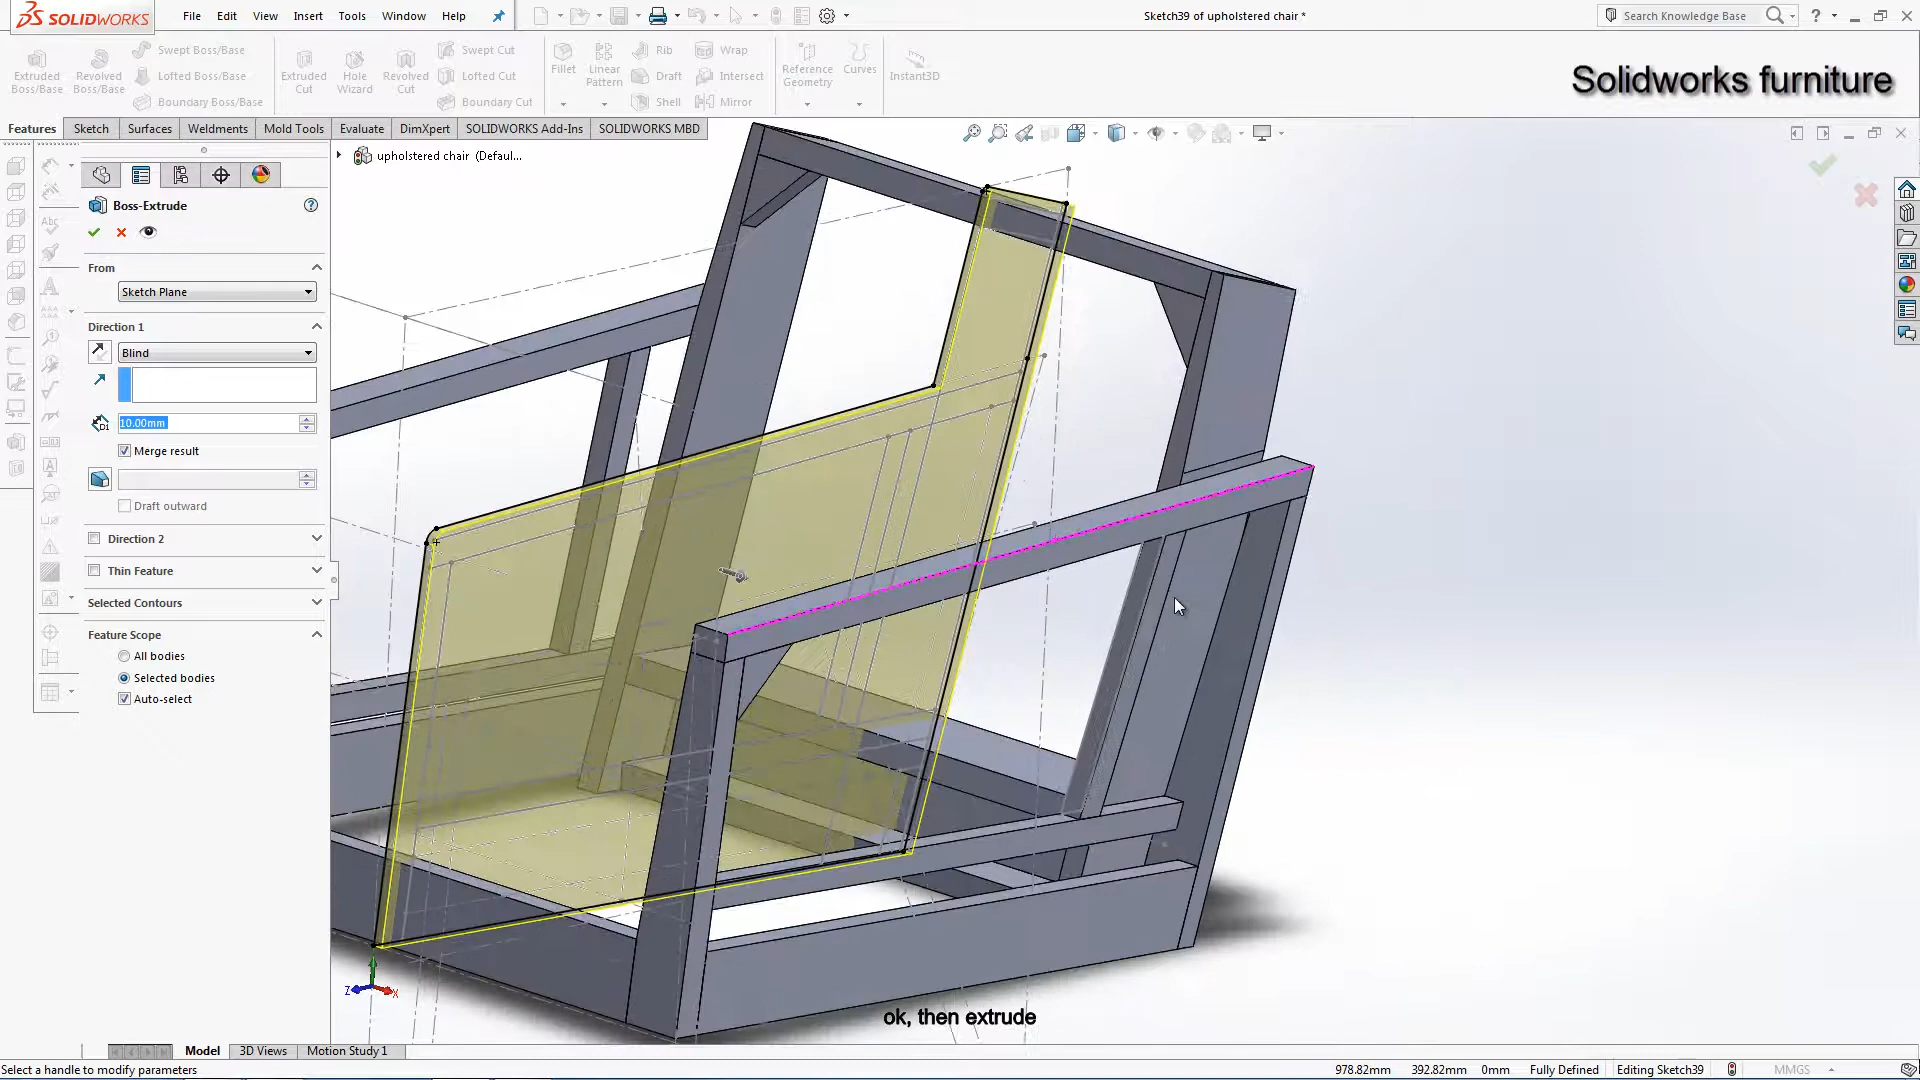 SOLIDWORKS
File Edit View Insert Tools Window Help
Sketch39 of upholstered chair *
Search Knowledge Base
Extruded Boss/Base
Revolved Boss/Base
Swept Boss/Base
Lofted Boss/Base
Boundary Boss/Base
Extruded Cut
Hole Wizard
Revolved Cut
Swept Cut
Lofted Cut
Boundary Cut
Fillet
Linear Pattern
Rib
Draft
Shell
Wrap
Intersect
Mirror
Reference Geometry
Curves
Instant3D
Solidworks furniture
Features Sketch Surfaces Weldments Mold Tools Evaluate DimXpert SOLIDWORKS Add-Ins SOLIDWORKS MBD
upholstered chair (Defaul...
Boss-Extrude
From
Sketch Plane
Direction 1
Blind
10.00mm
Merge result
Draft outward
Direction 2
Thin Feature
Selected Contours
Feature Scope
All bodies
Selected bodies
Auto-select
Z X
ok, then extrude
Model 3D Views Motion Study 1
Select a handle to modify parameters
978.82mm 392.82mm 0mm Fully Defined Editing Sketch39 MMGS